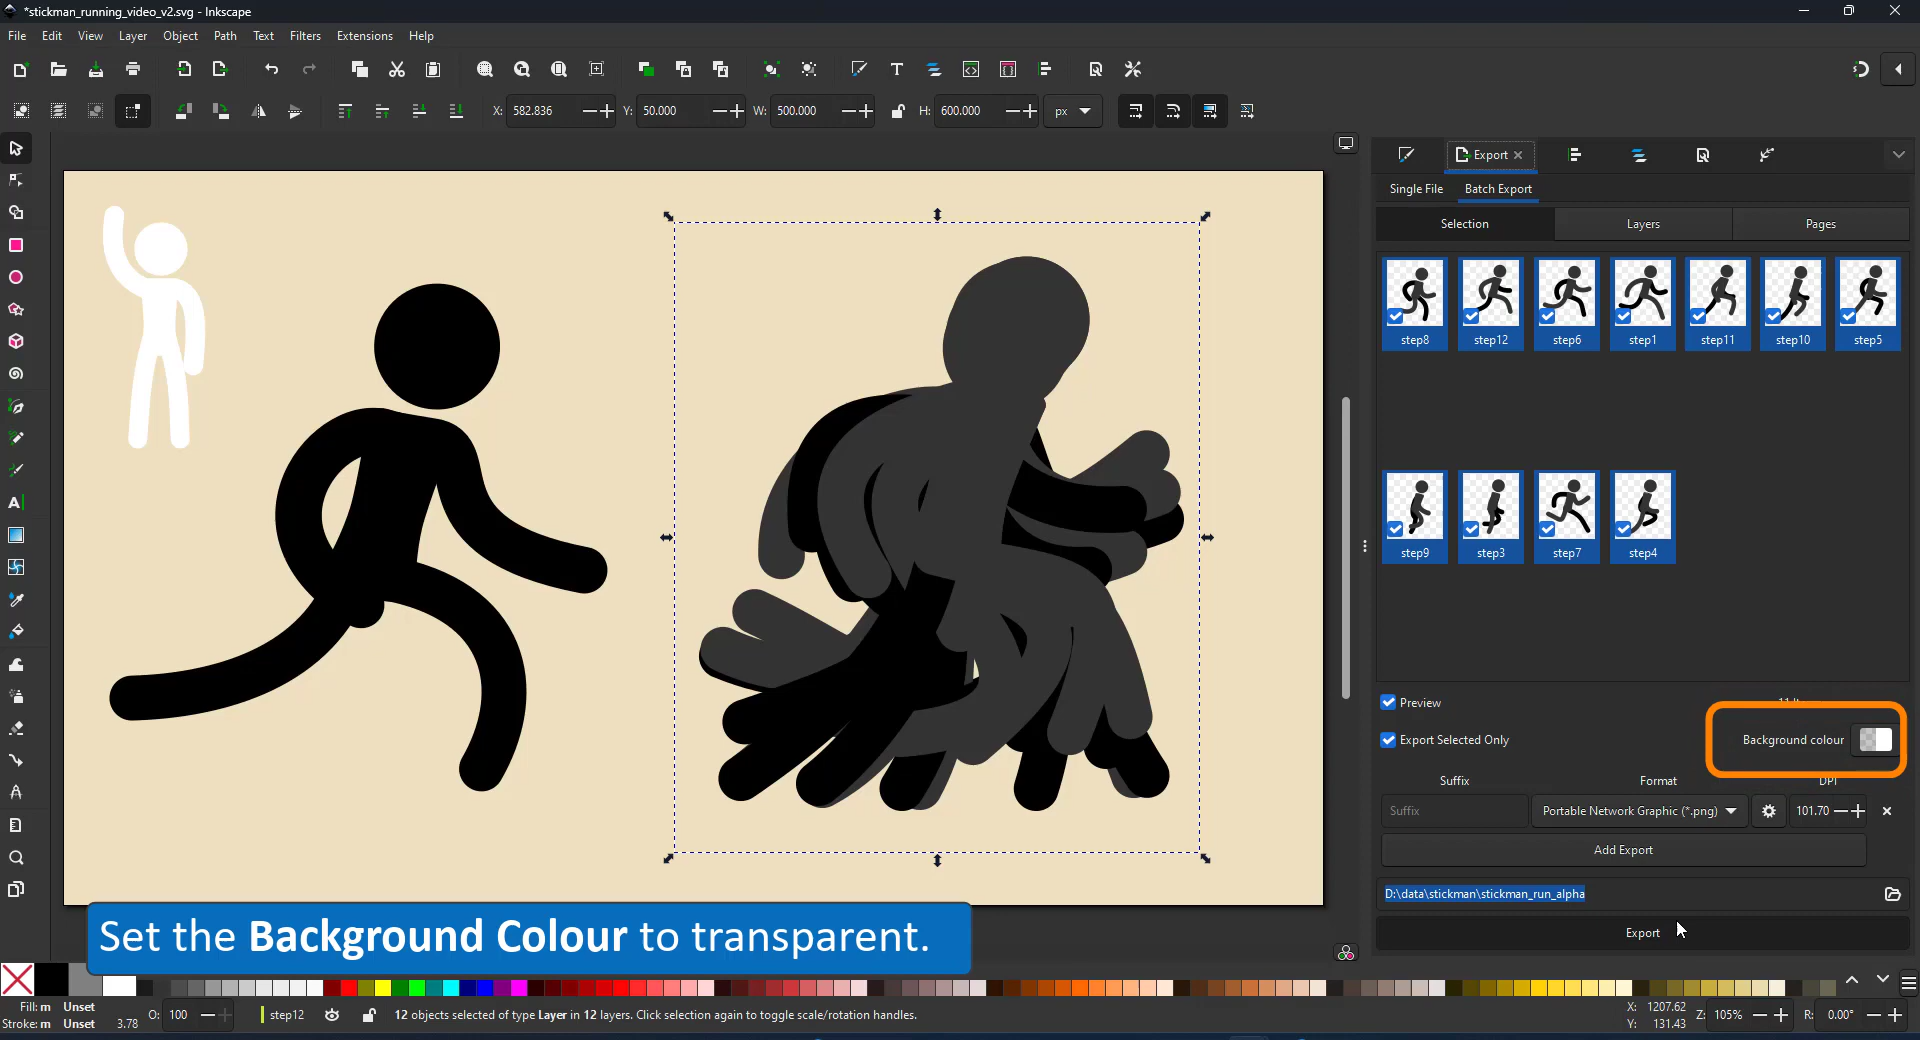 *stickman_running_video_v2.svg - Inkscape
File Edit View Layer Object Path Text Filters Extensions Help
X: 582.836 Y: 50.000 W: 500.000 H: 600.000 px
Export
Single File Batch Export
Selection Layers Pages
step8 step12 step6 step1 step11 step10 step5
step9 step3 step7 step4
Preview
Export Selected Only
Background colour
Suffix Format DPI
Suffix Portable Network Graphic (*.png) 101.70
Add Export
D:\data\stickman\stickman_run_alpha
Export
Set the Background Colour to transparent.
Fill: m Unset
Stroke: m Unset 3.78
O: 100
step12
12 objects selected of type Layer in 12 layers. Click selection again to toggle scale/rotation handles.
X: 1207.62
Y: 131.43
Z: 105%
R: 0.00°